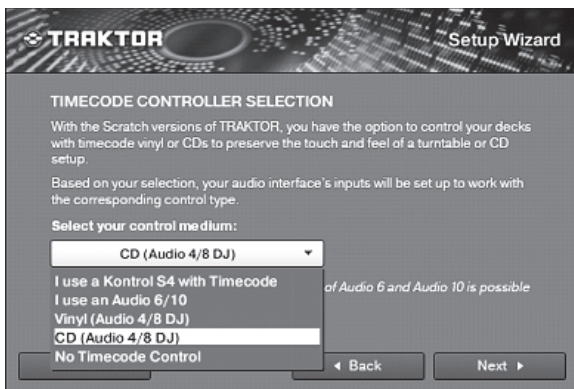 TRAKTOR
Setup Wizard
TIMECODE CONTROLLER SELECTION
With the Scratch versions of TRAKTOR, you have the option to control your decks
with timecode vinyl or CDs to preserve the touch and feel of a turntable or CD
setup.
Based on your selection, your audio interface's inputs will be set up to work with
the corresponding control type.
Select your control medium:
CD (Audio 4/8 DJ)
I use a Kontrol S4 with Timecode
of Audio 6 and Audio 10 is possible
I use an Audio 6/10
Vinyl (Audio 4/8 DJ)
CD (Audio 4/8 DJ)
No Timecode Control
Back
Next